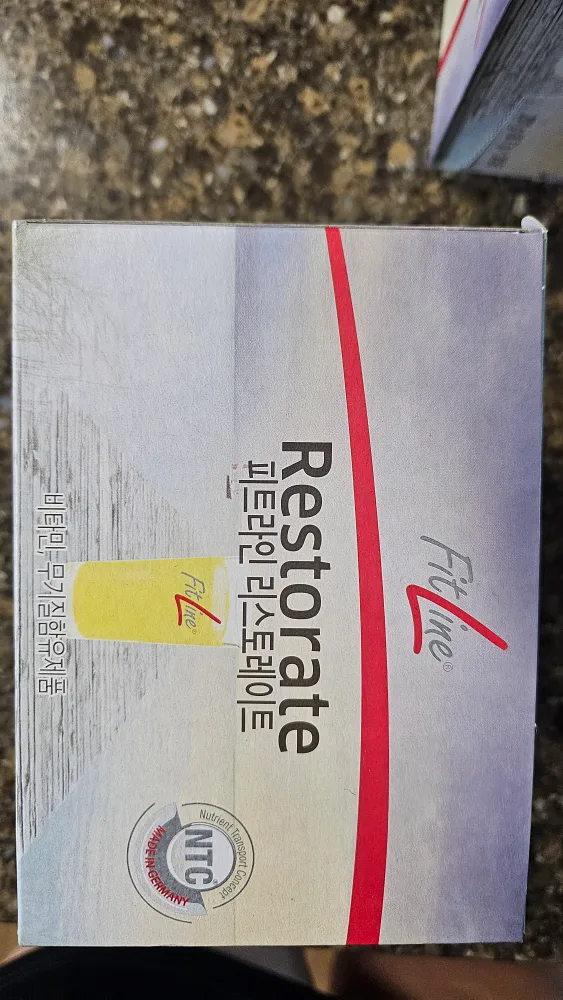 FitLine®
Restorate
피트라인 리스토레이트
FitLine®
비타민, 무기질함유제품
Nutrient Transport Concept
NTC®
MADE IN GERMANY